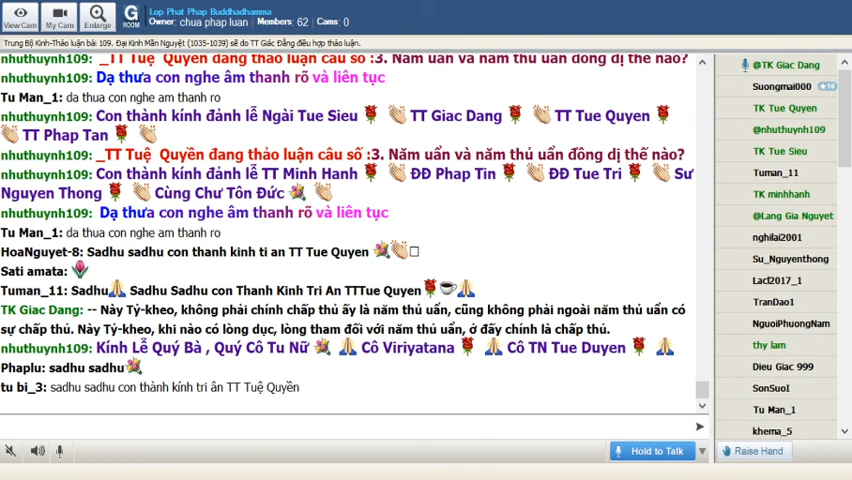 Lop Phat Phap Buddhadhamma
Owner: chua phap luan   Members: 62   Cams: 0
View Cam
My Cam
Enlarge
G
ROOM
Trung Bộ Kinh-Thảo luận bài 109. Đại Kinh Mãn Nguyệt (1035-1039) sẽ do TT Giác Đẳng điều hợp thảo luận.
nhuthuynh109: _TT Tuệ Quyền đang thảo luận câu số :3. Năm uẩn và năm thủ uẩn đồng dị thế nào?
nhuthuynh109: Dạ thưa con nghe âm thanh rõ và liên tục
Tu Man_1: da thua con nghe am thanh ro
nhuthuynh109: Con thành kính đảnh lễ Ngài Tue Sieu TT Giac Dang TT Tue Quyen
TT Phap Tan
nhuthuynh109: _TT Tuệ Quyền đang thảo luận câu số :3. Năm uẩn và năm thủ uẩn đồng dị thế nào?
nhuthuynh109: Con thành kính đảnh lễ TT Minh Hanh ĐĐ Phap Tin ĐĐ Tue Tri Sư
Nguyen Thong Cùng Chư Tôn Đức
nhuthuynh109: Dạ thưa con nghe âm thanh rõ và liên tục
Tu Man_1: da thua con nghe am thanh ro
HoaNguyet-8: Sadhu sadhu con thanh kinh ti an TT Tue Quyen
Sati amata:
Tuman_11: Sadhu Sadhu Sadhu con Thanh Kinh Tri An TTTue Quyen
TK Giac Dang: -- Này Tỷ-kheo, không phải chính chấp thủ ấy là năm thủ uẩn, cũng không phải ngoài năm thủ uẩn có
sự chấp thủ. Này Tỷ-kheo, khi nào có lòng dục, lòng tham đối với năm thủ uẩn, ở đấy chính là chấp thủ.
nhuthuynh109: Kính Lễ Quý Bà , Quý Cô Tu Nữ Cô Viriyatana Cô TN Tue Duyen
Phaplu: sadhu sadhu
tu bi_3: sadhu sadhu con thành kính tri ân TT Tuệ Quyền
Hold to Talk
@TK Giac Dang
Suongmai000 10
TK Tue Quyen
@nhuthuynh109
TK Tue Sieu
Tuman_11
TK minhhanh
@Lang Gia Nguyet
nghilai2001
Su_Nguyenthong
Lacl2017_1
TranDao1
NguoiPhuongNam
thy lam
Dieu Giac 999
SonSuoI
Tu Man_1
khema_5
Raise Hand